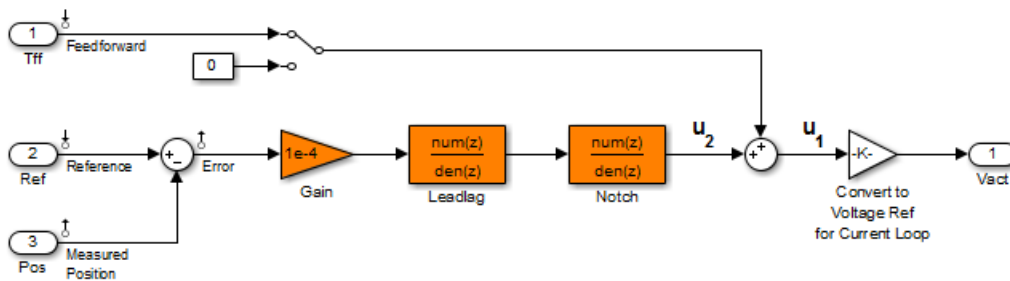 1
Tff
Feedforward
0
2
Ref
Reference
+
-
Error
1e-4
Gain
num(z)
den(z)
Leadlag
num(z)
den(z)
Notch
u2
+
+
u1
-K-
Convert to
Voltage Ref
for Current Loop
1
Vact
3
Pos
Measured
Position